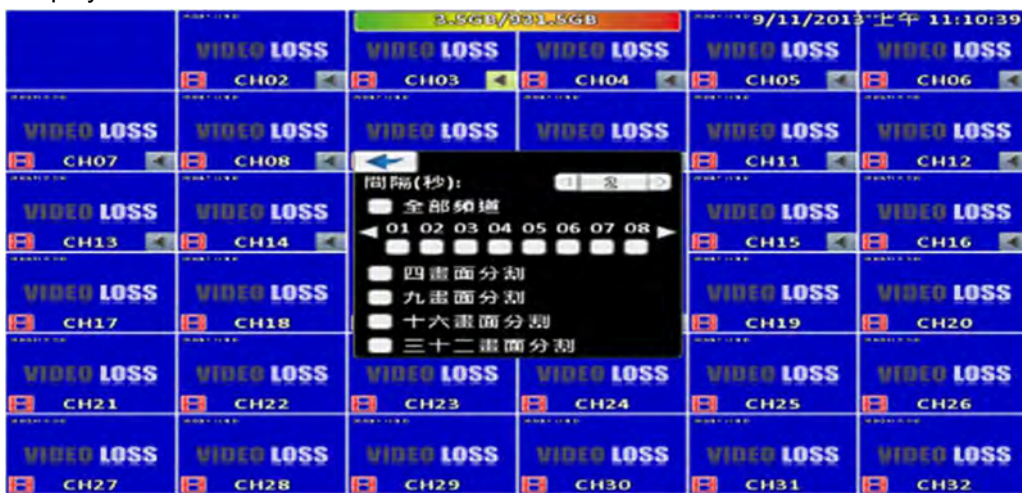 3.5GB/931.5GB
9/11/2013 上午 11:10:39
VIDEO LOSS VIDEO LOSS VIDEO LOSS VIDEO LOSS VIDEO LOSS
CH02 CH03 CH04 CH05 CH06
VIDEO LOSS VIDEO LOSS VIDEO LOSS VIDEO LOSS VIDEO LOSS VIDEO LOSS
CH07 CH08 CH11 CH12
間隔(秒): 2
全部頻道
01 02 03 04 05 06 07 08
四畫面分割
九畫面分割
十六畫面分割
三十二畫面分割
VIDEO LOSS VIDEO LOSS VIDEO LOSS VIDEO LOSS
CH13 CH14 CH15 CH16
VIDEO LOSS VIDEO LOSS VIDEO LOSS VIDEO LOSS
CH17 CH18 CH19 CH20
VIDEO LOSS VIDEO LOSS VIDEO LOSS VIDEO LOSS VIDEO LOSS VIDEO LOSS
CH21 CH22 CH23 CH24 CH25 CH26
VIDEO LOSS VIDEO LOSS VIDEO LOSS VIDEO LOSS VIDEO LOSS VIDEO LOSS
CH27 CH28 CH29 CH30 CH31 CH32